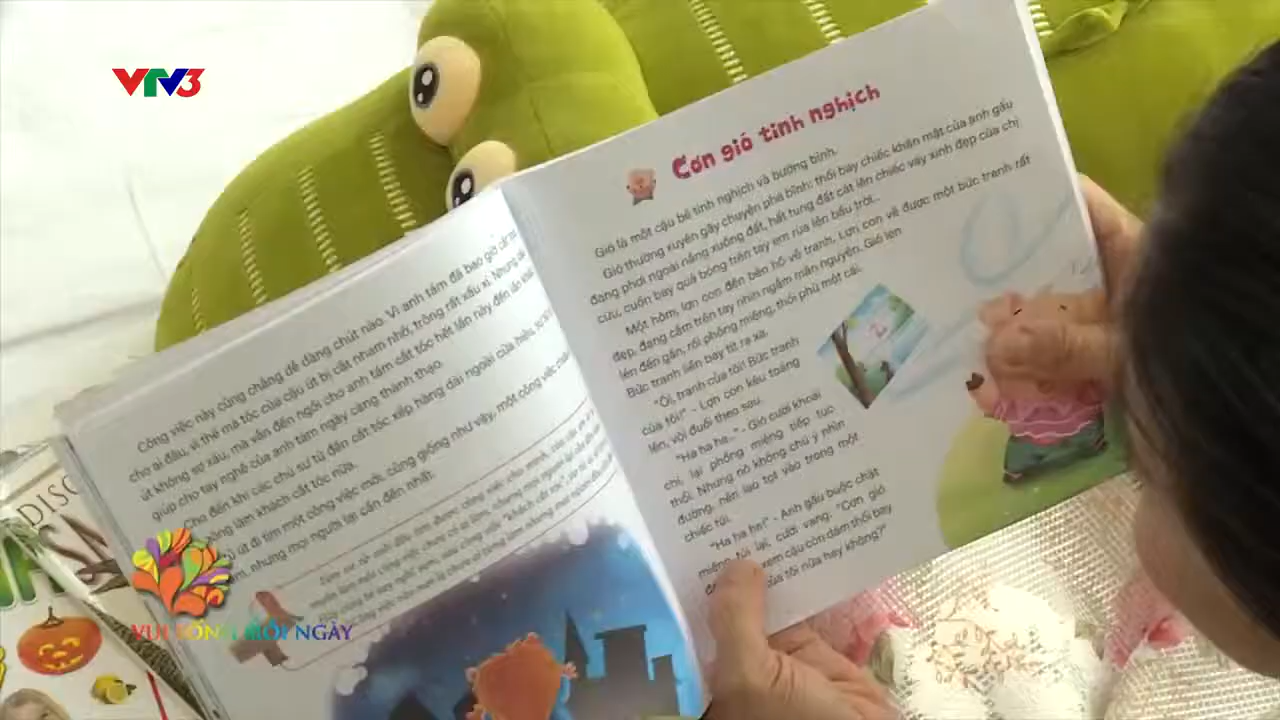 VTV3
Công việc này cũng chẳng dễ dàng chút nào. Vì anh tám đã bao giờ cắt
cho ai đâu, vì thế mà tóc của cậu út bị cắt nham nhở, trông rất xấu xí. Nhưng
út không sợ xấu, mà vẫn đến ngồi cho anh tám cắt tóc hết lần này đến lần
giúp cho tay nghề của anh tám ngày càng thành thạo.
Cho đến khi các chú sư tử đến cắt tóc xếp hàng dài ngoài cửa hiệu,
không làm khách cắt tóc nữa.
út đi tìm một công việc mới, cũng giống như vậy, một công việc
nhưng mọi người lại cần đến nhất.
Cơn gió tinh nghịch
Gió là một cậu bé tinh nghịch và bướng bỉnh.
Gió thường xuyên gây chuyện phá bĩnh: thổi bay chiếc khăn mặt của anh gấu
đang phơi ngoài nắng xuống đất, hất tung đất cát lên chiếc váy xinh đẹp của chị
cừu, cuốn bay quả bóng trên tay em rùa lên bầu trời...
Một hôm, lợn con đến bên hồ vẽ tranh. Lợn con vẽ được một bức tranh rất
đẹp, đang cầm trên tay nhìn ngắm mãn nguyện. Gió lén
lén đến gần, rồi phồng miệng, thổi phù một cái.
Bức tranh liền bay tít ra xa.
"Ôi, tranh của tôi! Bức tranh
của tôi!" - Lợn con kêu toáng
lên, vội đuổi theo sau.
"Ha ha ha..." - Gió cười khoái
chí, lại phồng miệng tiếp tục
thổi. Nhưng nó không chú ý nhìn
đường, nên lao tọt vào trong một
chiếc túi.
"Ha ha ha!" - Anh gấu buộc chặt
miệng túi lại, cười vang: "Cơn gió
xem cậu còn dám thổi bay
của tôi nữa hay không?"
DISC
VUI SỐNG MỖI NGÀY